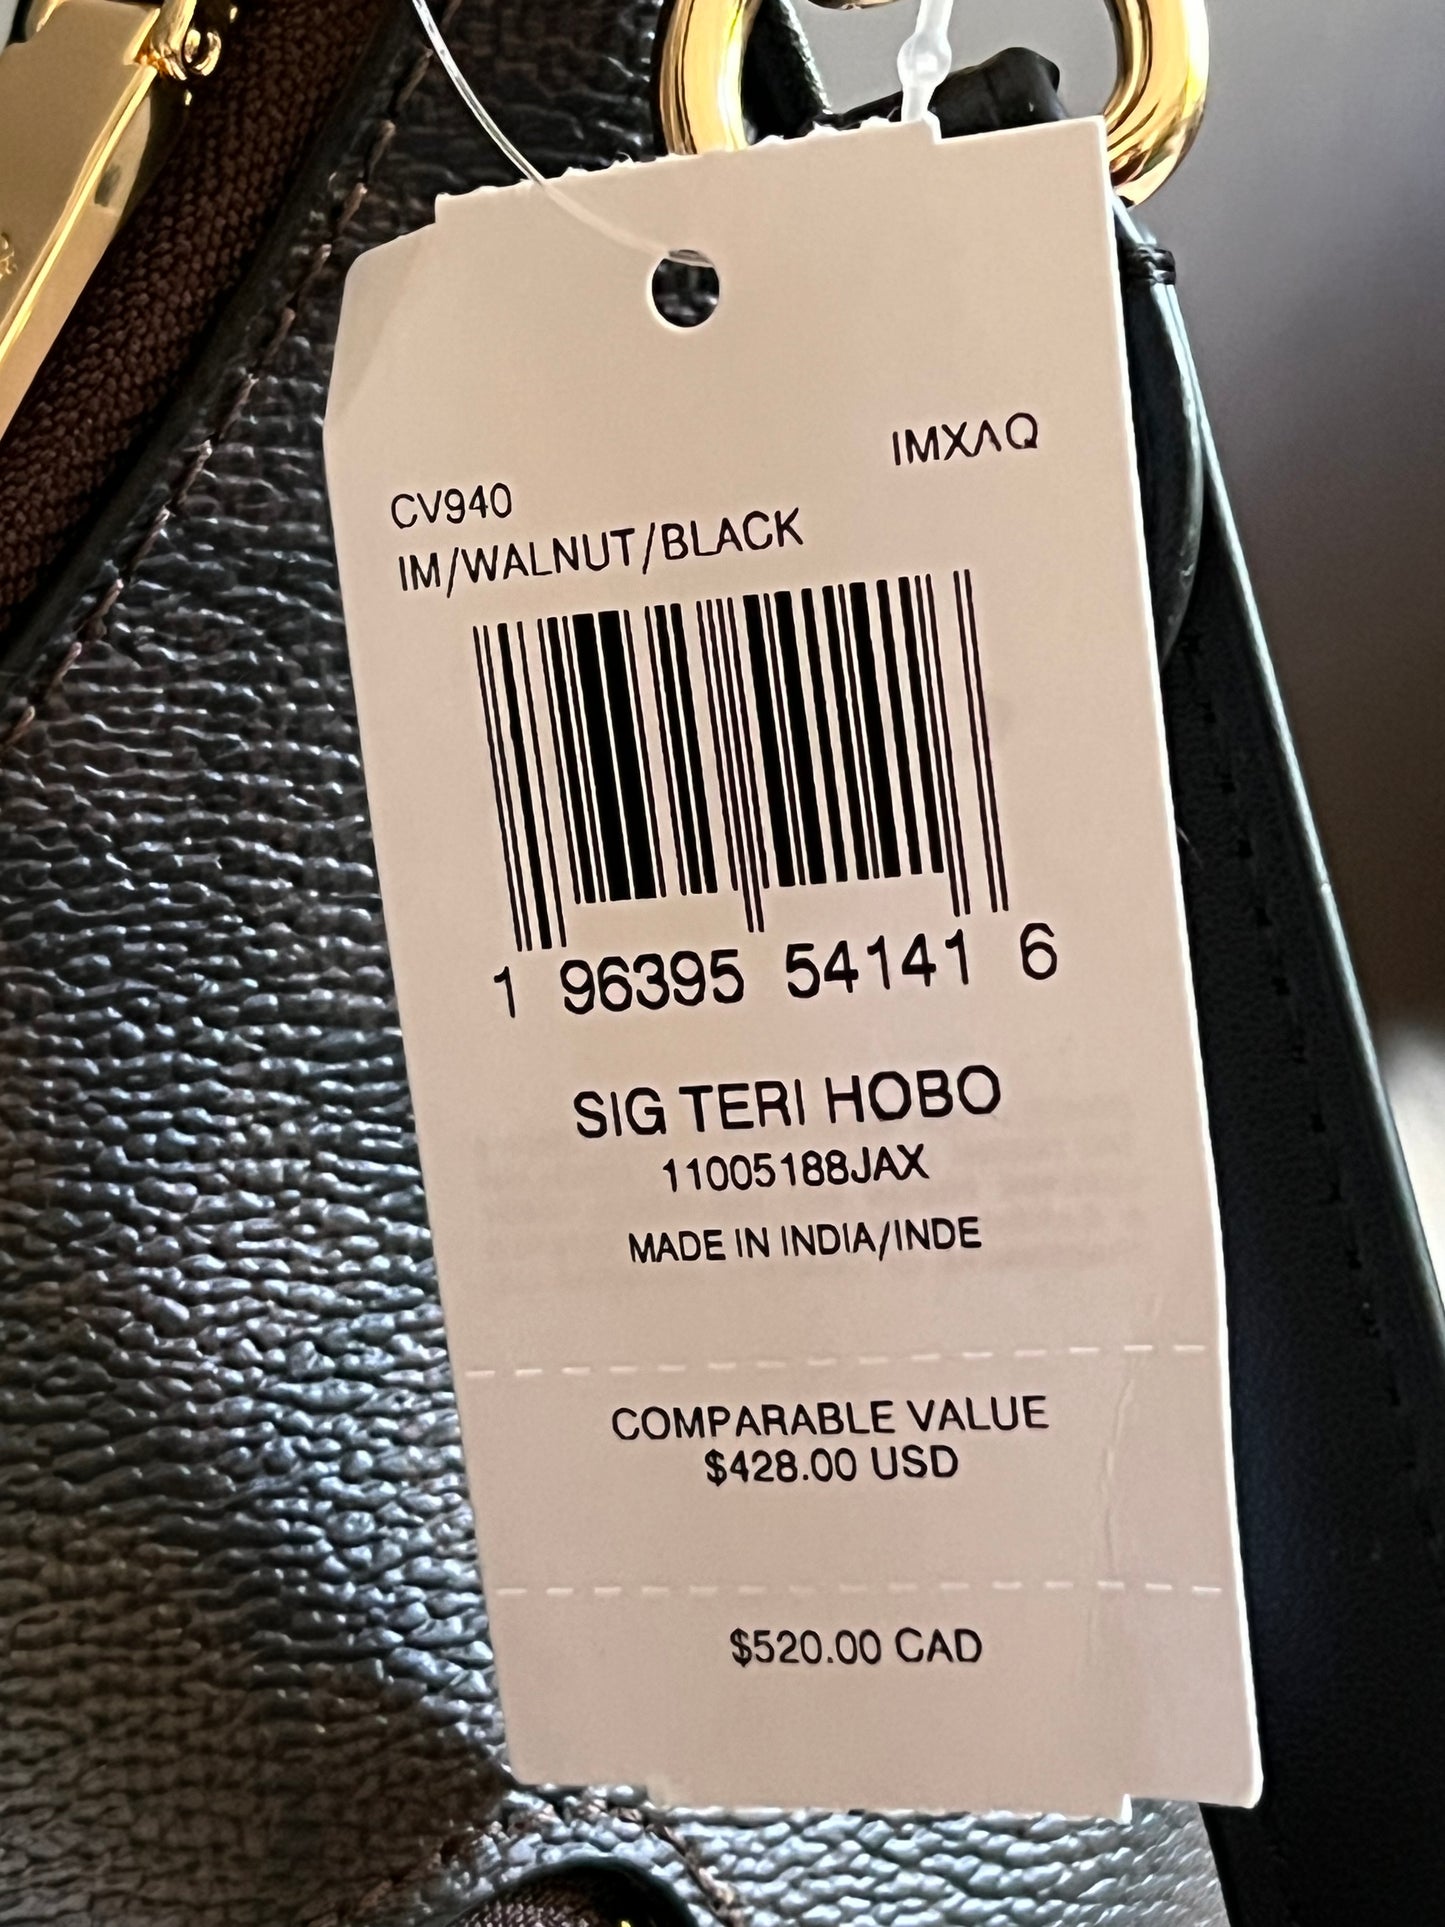 IMXΛQ
CV940
IM/WALNUT/BLACK
1 96395 54141 6
SIG TERI HOBO
11005188JAX
MADE IN INDIA/INDE
COMPARABLE VALUE
$428.00 USD
$520.00 CAD